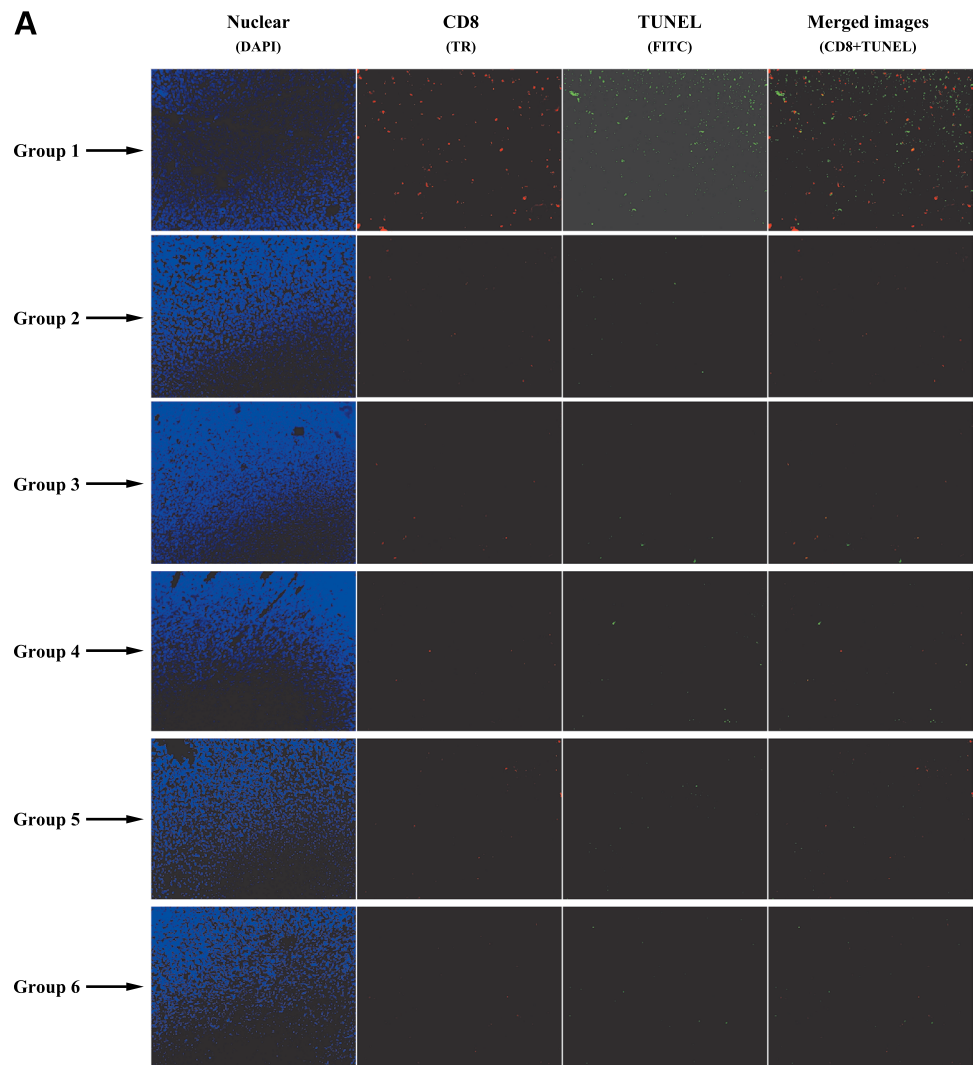 A
Nuclear CD8 TUNEL Merged images
(DAPI) (TR) (FITC) (CD8+TUNEL)
Group 1
Group 2
Group 3
Group 4
Group 5
Group 6